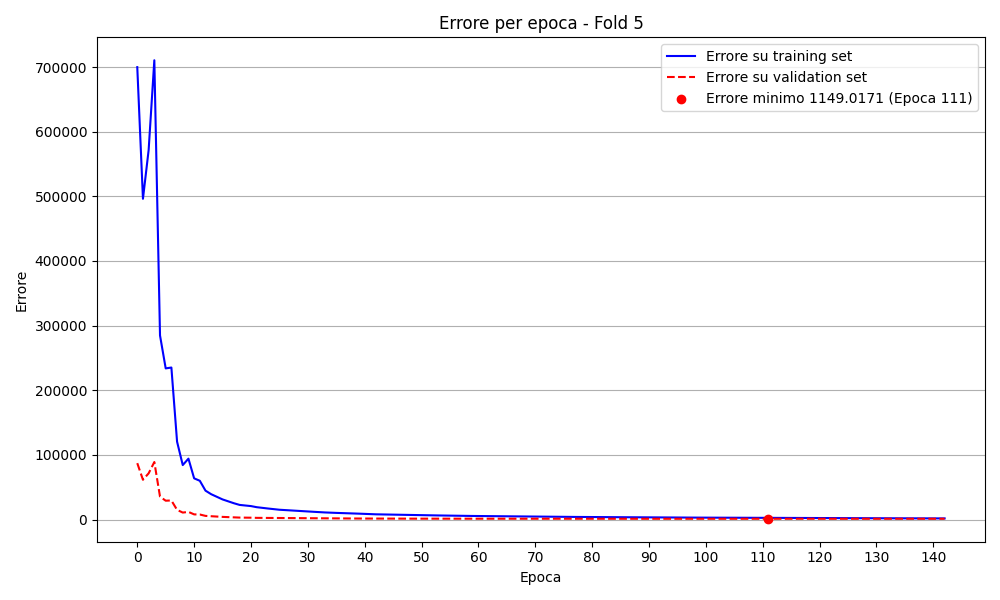 Errore per epoca - Fold 5
Errore su training set
Errore su validation set
Errore minimo 1149.0171 (Epoca 111)
700000
600000
500000
400000
300000
200000
100000
0
Errore
0 10 20 30 40 50 60 70 80 90 100 110 120 130 140
Epoca